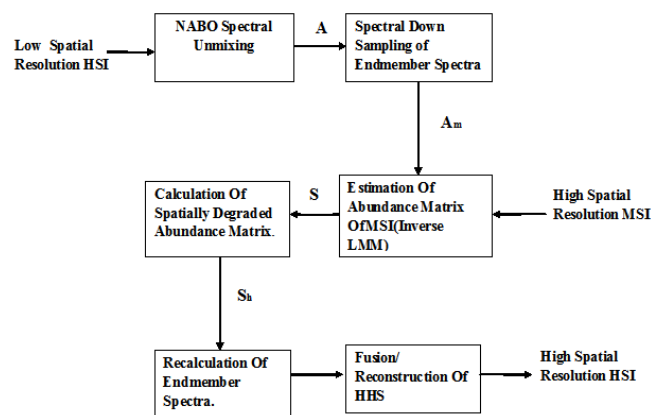 Low Spatial
Resolution HSI
NABO Spectral
Unmixing
A
Spectral Down
Sampling of
Endmember Spectra
Am
Calculation Of
Spatially Degraded
Abundance Matrix.
S
Estimation Of
Abundance Matrix
OfMSI(Inverse
LMM)
High Spatial
Resolution MSI
Sh
Recalculation Of
Endmember
Spectra.
Fusion/
Reconstruction Of
HHS
High Spatial
Resolution HSI